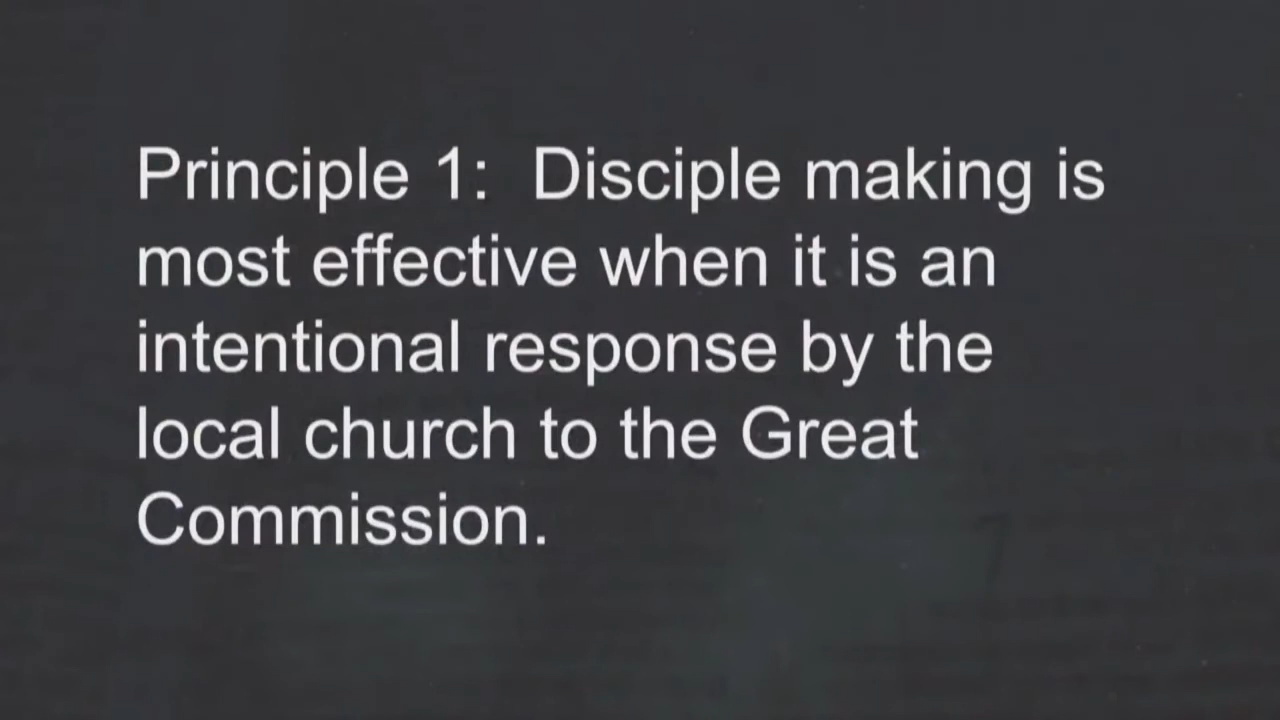 Principle 1:  Disciple making is
most effective when it is an
intentional response by the
local church to the Great
Commission.